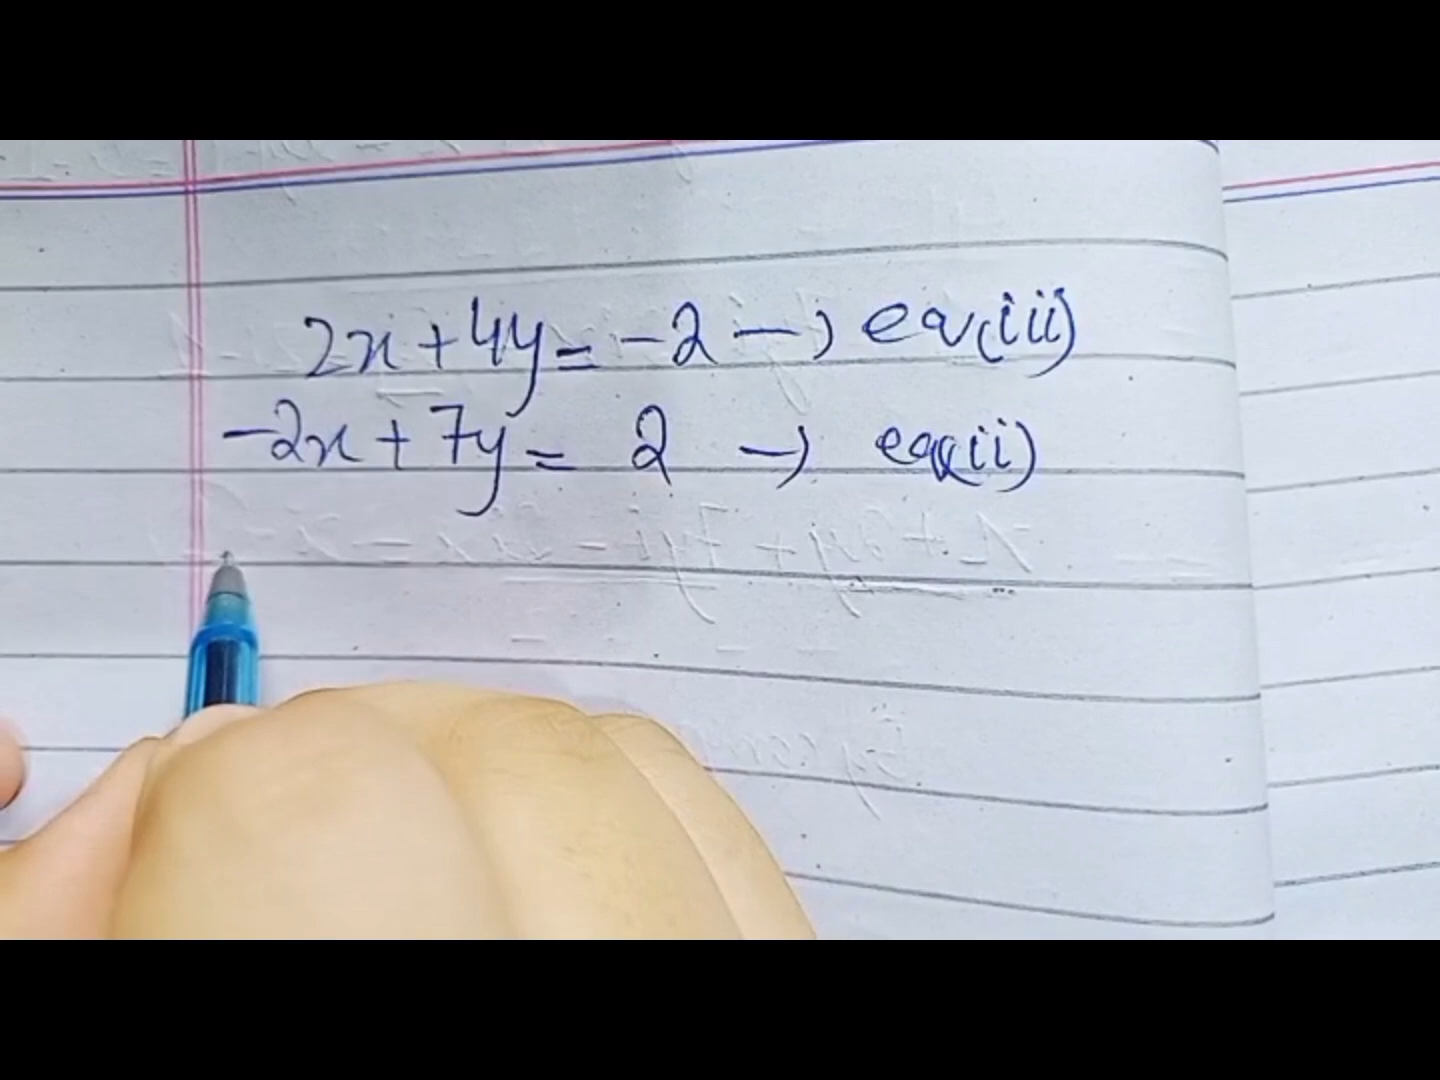 2x + 4y = -2 → eq(iii)
-2x + 7y = 2 → eq(ii)